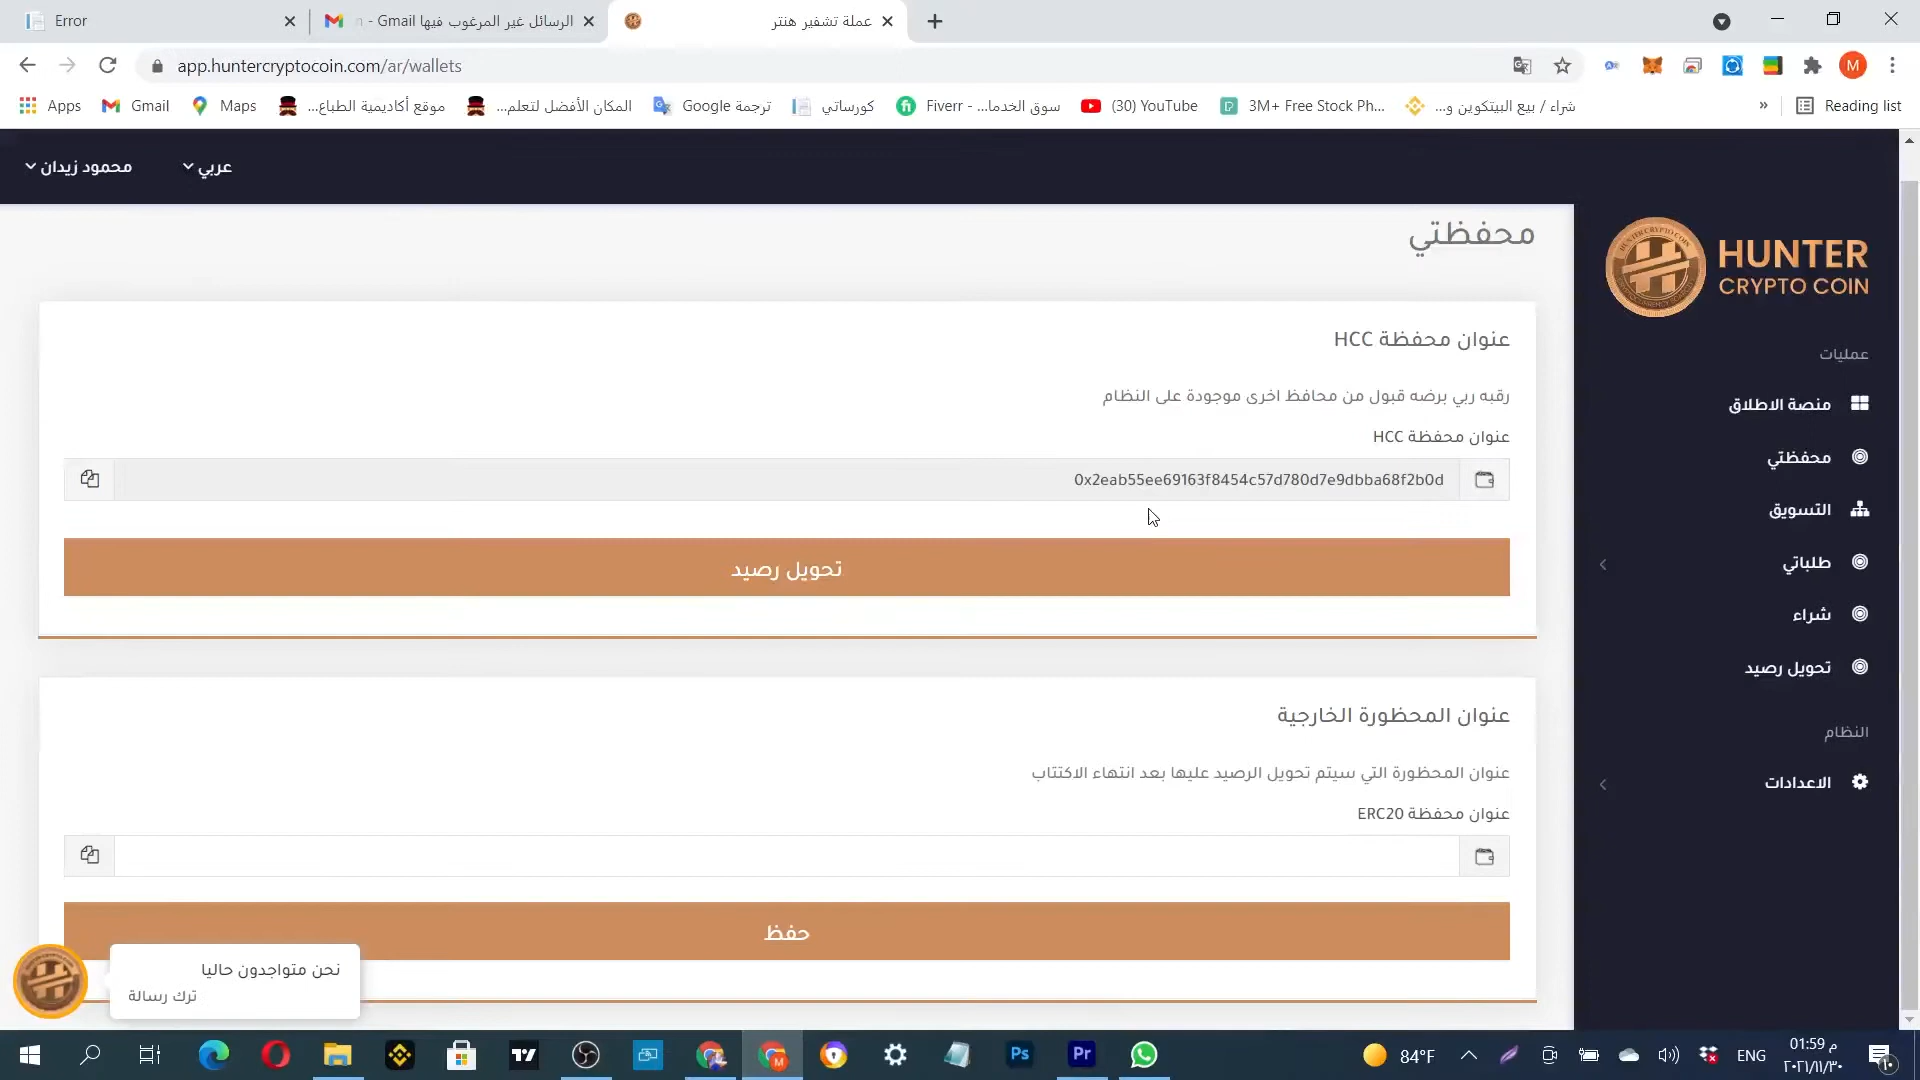 Error
الرسائل غير المرغوب فيها - Gmail
عملة تشفير هنتر
app.huntercryptocoin.com/ar/wallets
M
Apps
Gmail
Maps
موقع أكاديمية الطباع...
المكان الأفضل لتعلم...
ترجمة Google
كورساتي
Fiverr - سوق الخدما...
(30) YouTube
3M+ Free Stock Ph...
شراء / بيع البيتكوين و...
»
Reading list
عربي
محمود زيدان
HUNTER
CRYPTO COIN
محفظتي
عنوان محفظة HCC
رقبه ربي برضه قبول من محافظ اخرى موجودة على النظام
عنوان محفظة HCC
0x2eab55ee69163f8454c57d780d7e9dbba68f2b0d
تحويل رصيد
عنوان المحظورة الخارجية
عنوان المحظورة التي سيتم تحويل الرصيد عليها بعد انتهاء الاكتتاب
عنوان محفظة ERC20
حفظ
عمليات
منصة الاطلاق
محفظتي
التسويق
طلباتي
شراء
تحويل رصيد
النظام
الاعدادات
نحن متواجدون حاليا
ترك رسالة
Ps
Pr
84°F
ENG
01:59 م
٢٠٢١/١١/٣٠